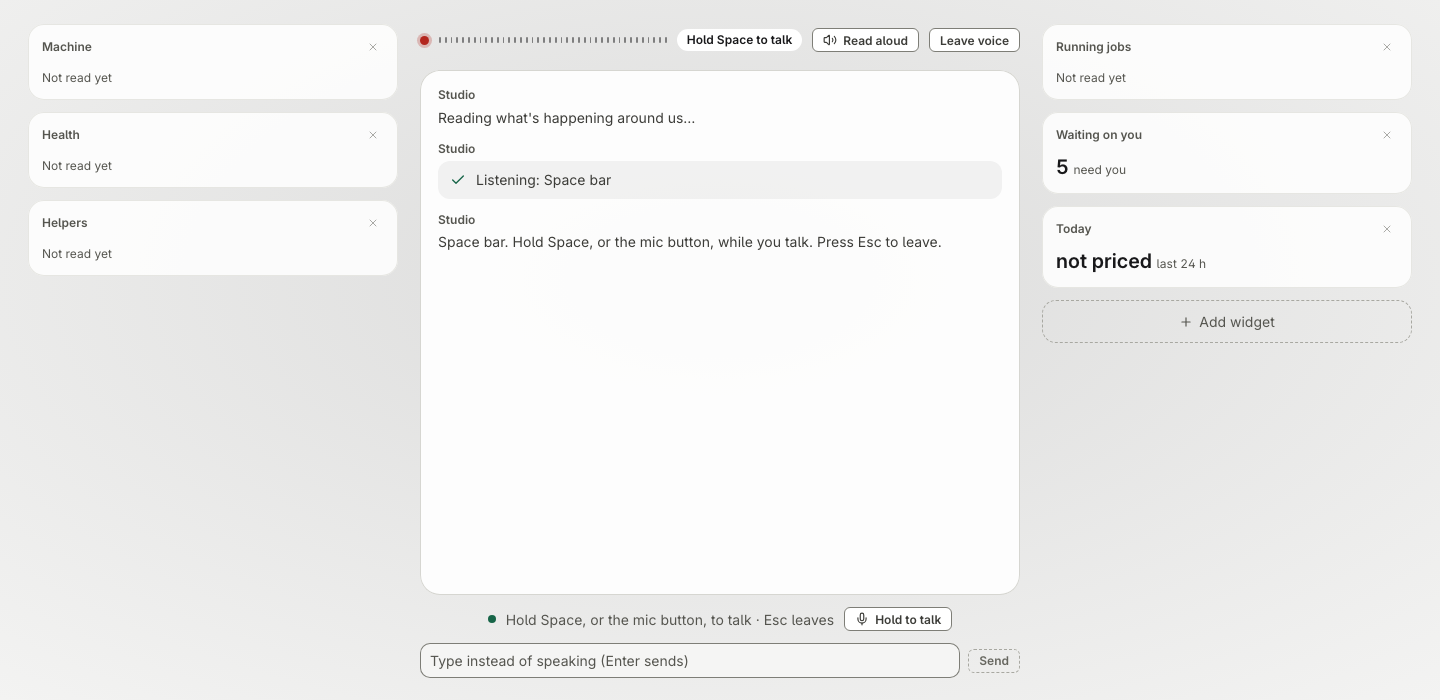 Machine
Not read yet
Health
Not read yet
Helpers
Not read yet
Hold Space to talk
Read aloud
Leave voice
Studio
Reading what's happening around us...
Studio
Listening: Space bar
Studio
Space bar. Hold Space, or the mic button, while you talk. Press Esc to leave.
Hold Space, or the mic button, to talk · Esc leaves
Hold to talk
Type instead of speaking (Enter sends)
Send
Running jobs
Not read yet
Waiting on you
5 need you
Today
not priced last 24 h
Add widget